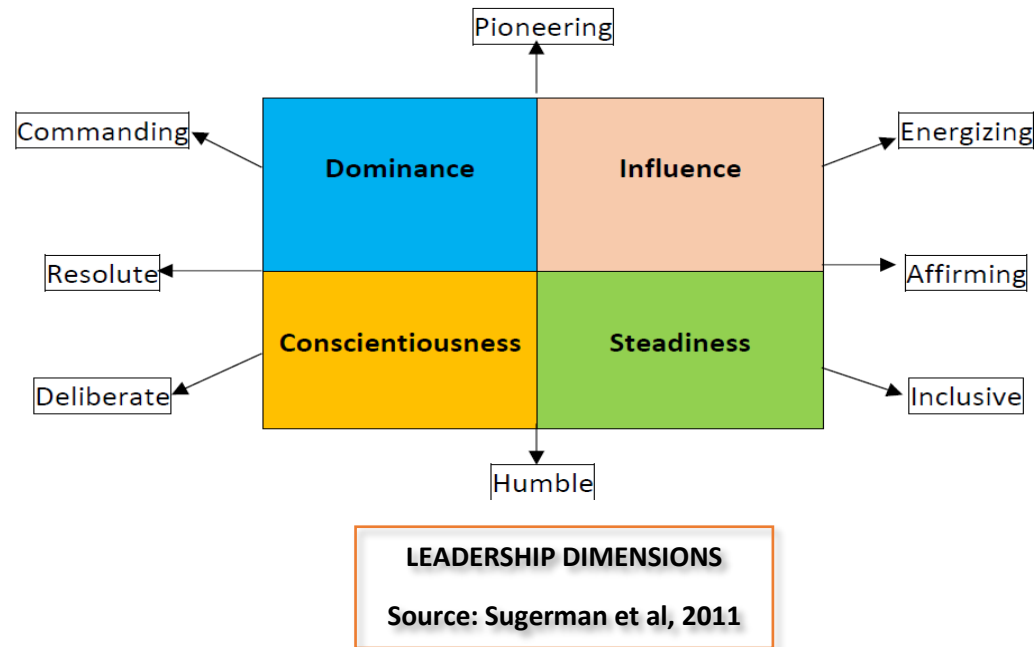 Pioneering
Commanding
Energizing
Dominance
Influence
Resolute
Affirming
Conscientiousness
Steadiness
Deliberate
Inclusive
Humble
LEADERSHIP DIMENSIONS
Source: Sugerman et al, 2011